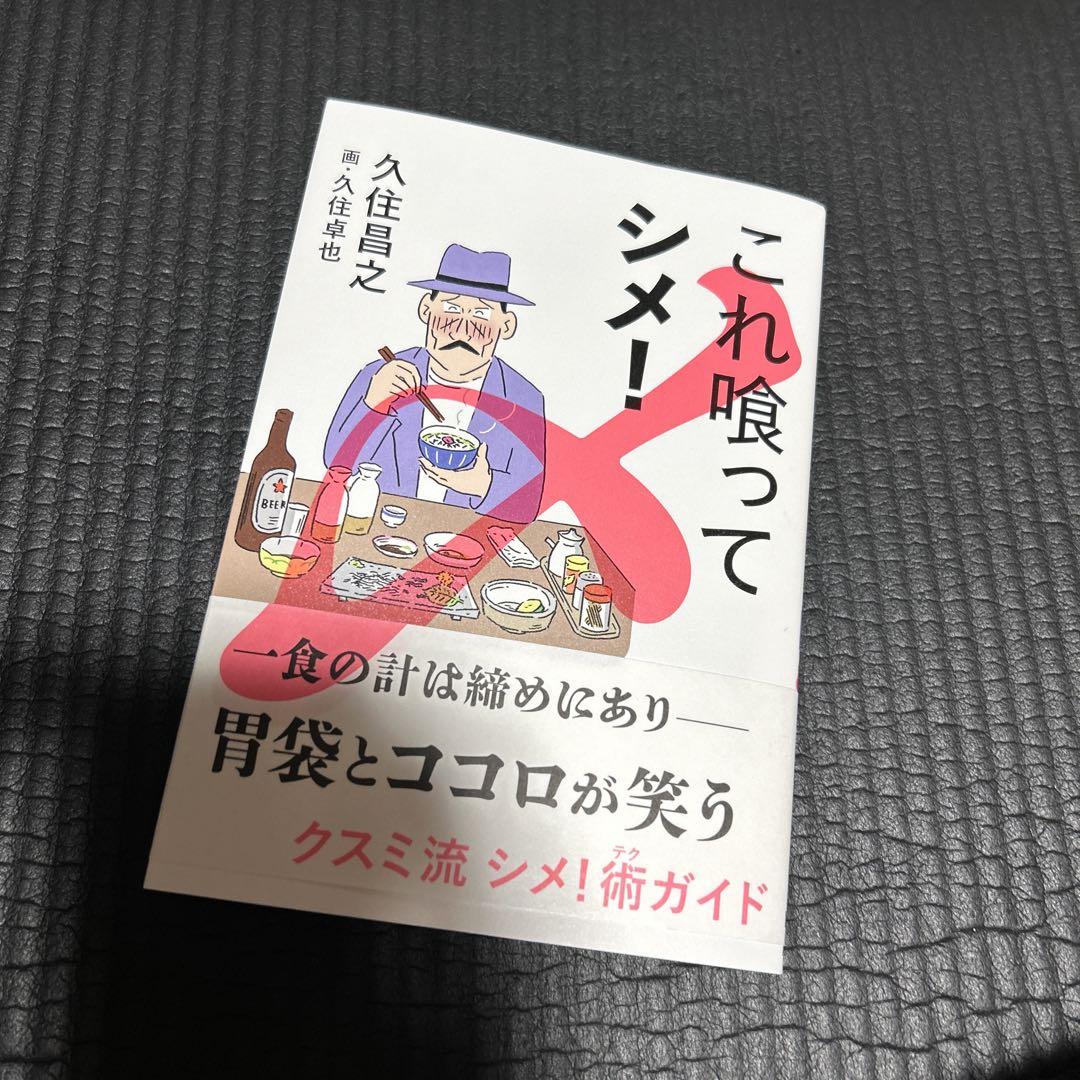 これ喰って
シメ!
久住昌之
画・久住卓也
BEER
一食の計は締めにあり——
胃袋とココロが笑う
テク
クスミ流 シメ!術ガイド